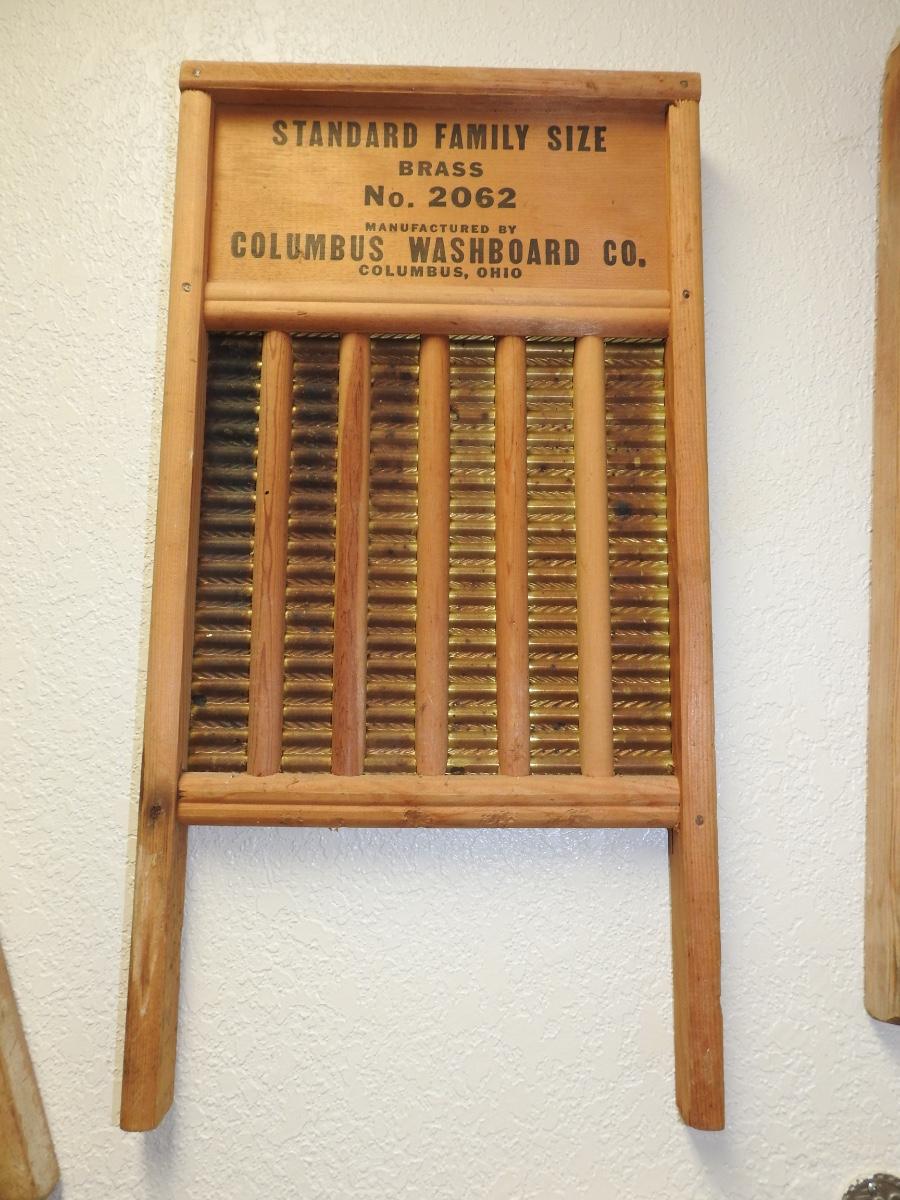 STANDARD FAMILY SIZE
BRASS
No. 2062
MANUFACTURED BY
COLUMBUS WASHBOARD CO.
COLUMBUS, OHIO